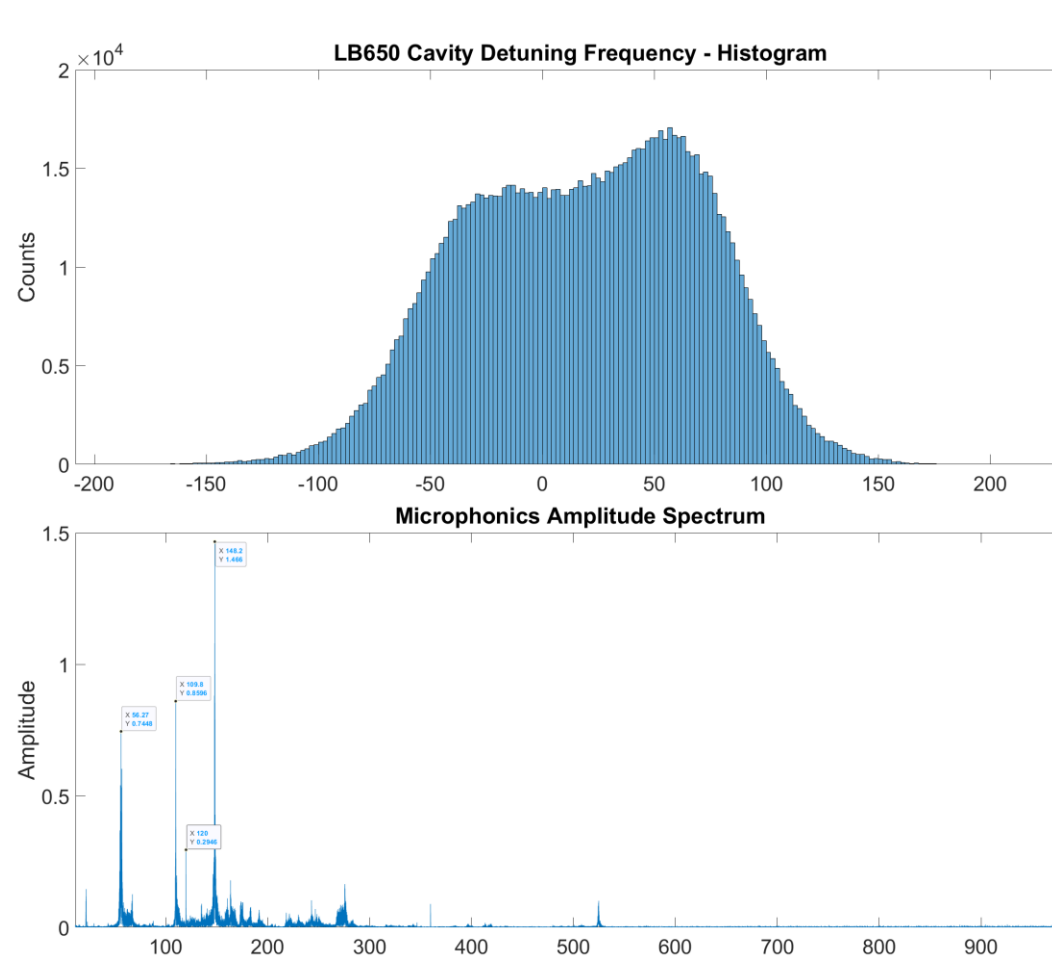 LB650 Cavity Detuning Frequency - Histogram
×10⁴
2
1.5
1
0.5
0
Counts
-200 -150 -100 -50 0 50 100 150 200
Microphonics Amplitude Spectrum
1.5
1
0.5
0
Amplitude
X 148.2
Y 1.466
X 109.8
Y 0.8596
X 56.27
Y 0.7448
X 120
Y 0.2946
100 200 300 400 500 600 700 800 900